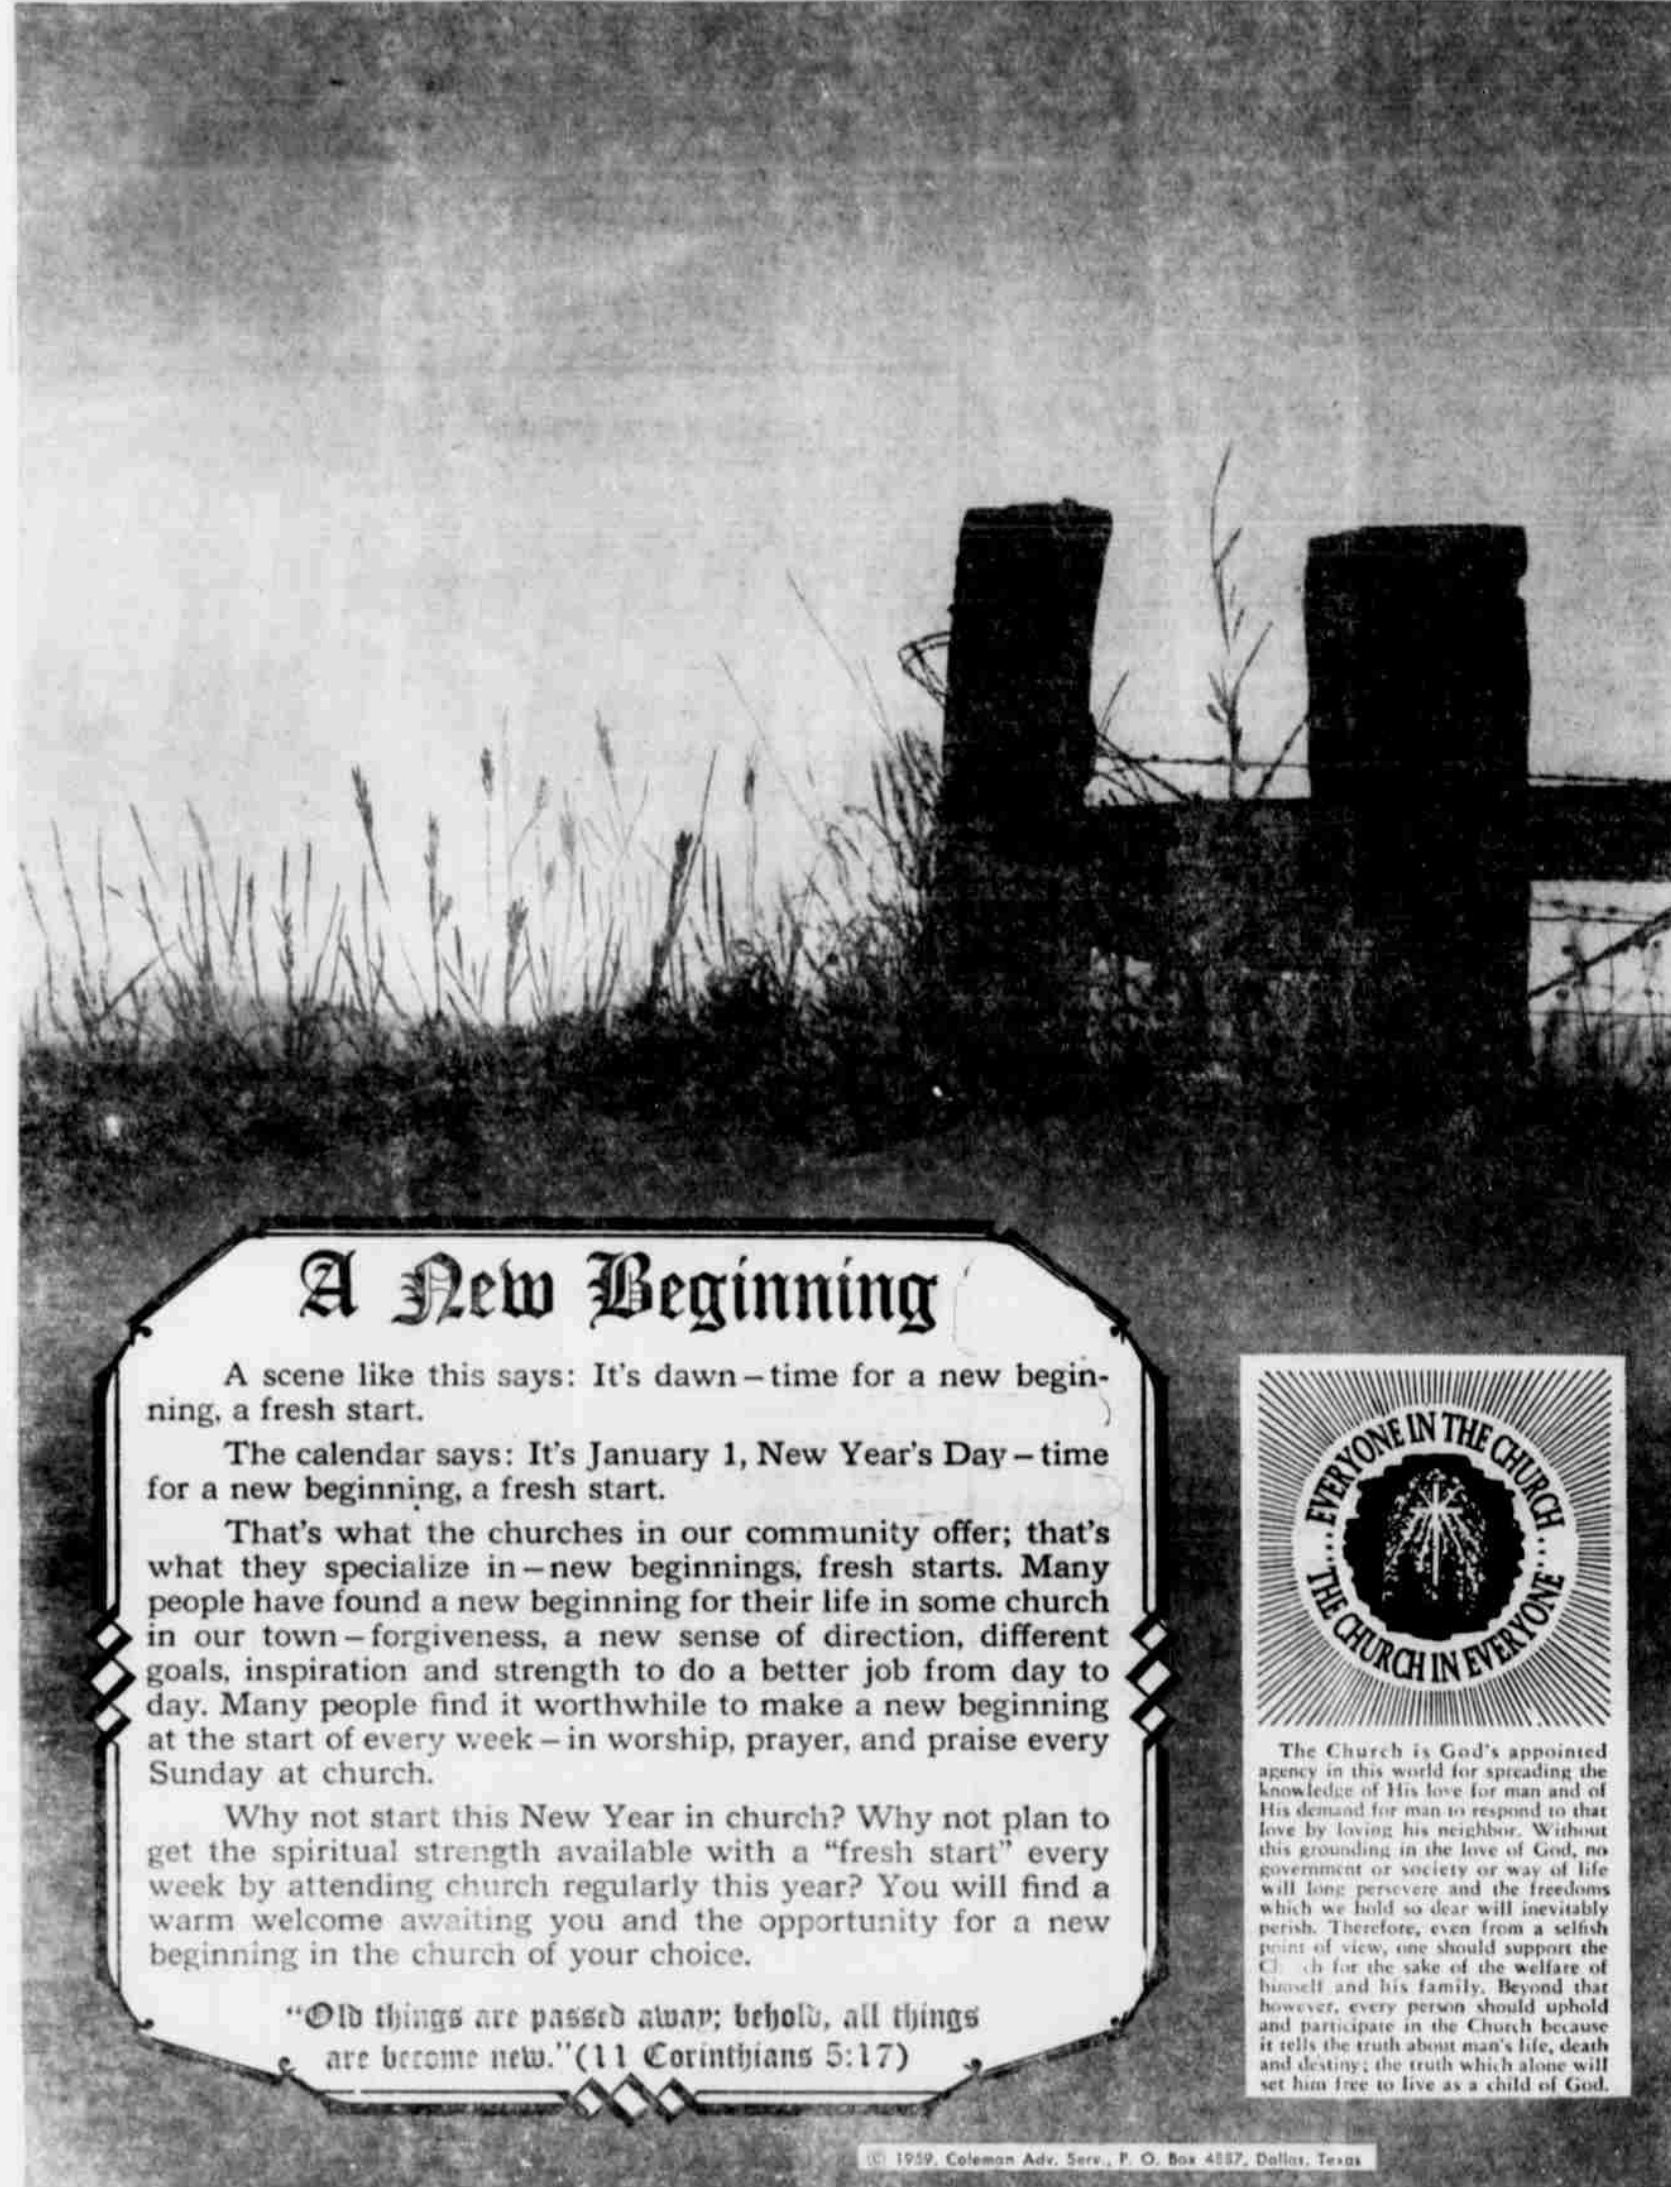 A New Beginning
A scene like this says: It's dawn – time for a new begin-
ning, a fresh start.
The calendar says: It's January 1, New Year's Day – time
for a new beginning, a fresh start.
That's what the churches in our community offer; that's
what they specialize in – new beginnings, fresh starts. Many
people have found a new beginning for their life in some church
in our town – forgiveness, a new sense of direction, different
goals, inspiration and strength to do a better job from day to
day. Many people find it worthwhile to make a new beginning
at the start of every week – in worship, prayer, and praise every
Sunday at church.
Why not start this New Year in church? Why not plan to
get the spiritual strength available with a "fresh start" every
week by attending church regularly this year? You will find a
warm welcome awaiting you and the opportunity for a new
beginning in the church of your choice.
"Old things are passed away; behold, all things
are become new."(11 Corinthians 5:17)
EVERYONE IN THE CHURCH
THE CHURCH IN EVERYONE
The Church is God's appointed
agency in this world for spreading the
knowledge of His love for man and of
His demand for man to respond to that
love by loving his neighbor. Without
this grounding in the love of God, no
government or society or way of life
will long persevere and the freedoms
which we hold so dear will inevitably
perish. Therefore, even from a selfish
point of view, one should support the
for the sake of the welfare of
himself and his family. Beyond that
however, every person should uphold
and participate in the Church because
it tells the truth about man's life, death
and destiny; the truth which alone will
set him free to live as a child of God.
© 1959, Coleman Adv. Serv., P. O. Box 4887, Dallas, Texas